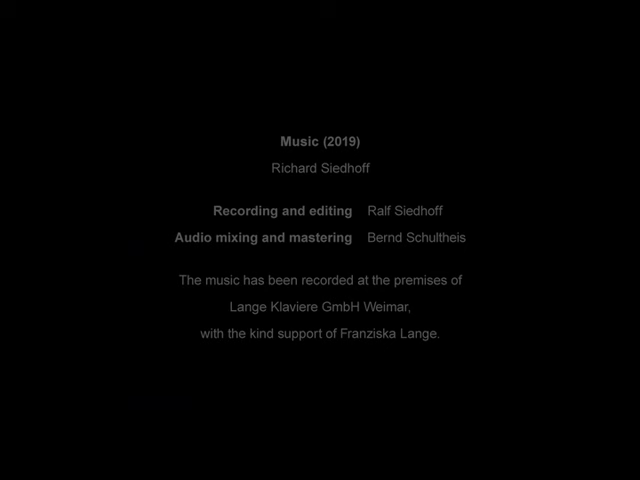 Music (2019)
Richard Siedhoff
Recording and editing Ralf Siedhoff
Audio mixing and mastering Bernd Schultheis
The music has been recorded at the premises of
Lange Klaviere GmbH Weimar,
with the kind support of Franziska Lange.